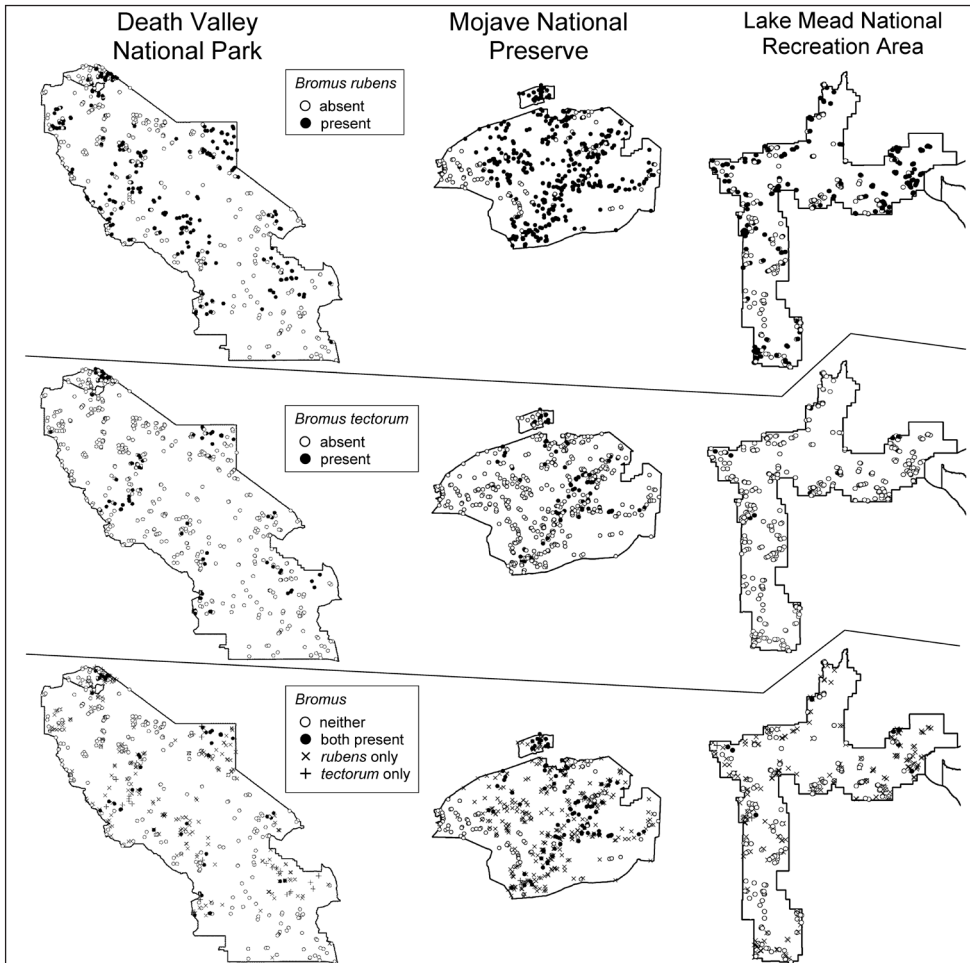 Death Valley
National Park
Mojave National
Preserve
Lake Mead National
Recreation Area
Bromus rubens
absent
present
Bromus tectorum
absent
present
Bromus
neither
both present
rubens only
tectorum only